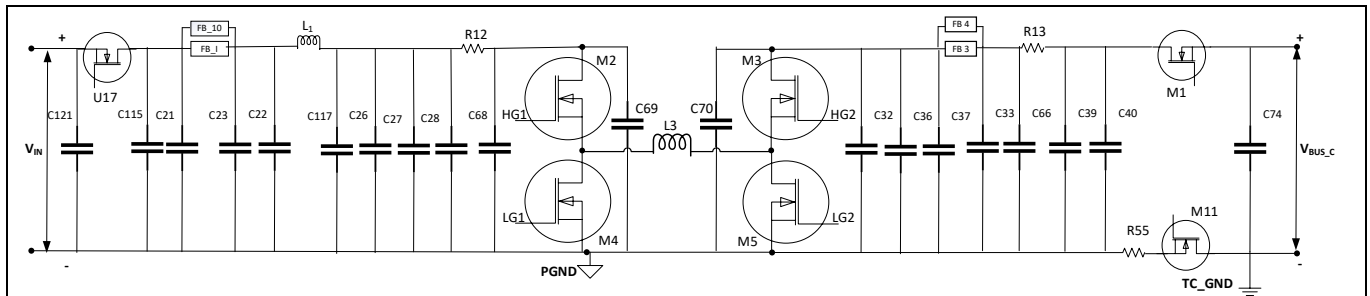 +
FB_10
FB_I
L1
R12
M2
M3
FB 4
FB 3
R13
+
U17
M1
C121
C115
C21
C23
C22
C117
C26
C27
C28
C68
HG1
C69
C70
L3
HG2
C32
C36
C37
C33
C66
C39
C40
C74
VIN
VBUS_C
LG1
LG2
M4
M5
R55
M11
-
-
PGND
TC_GND